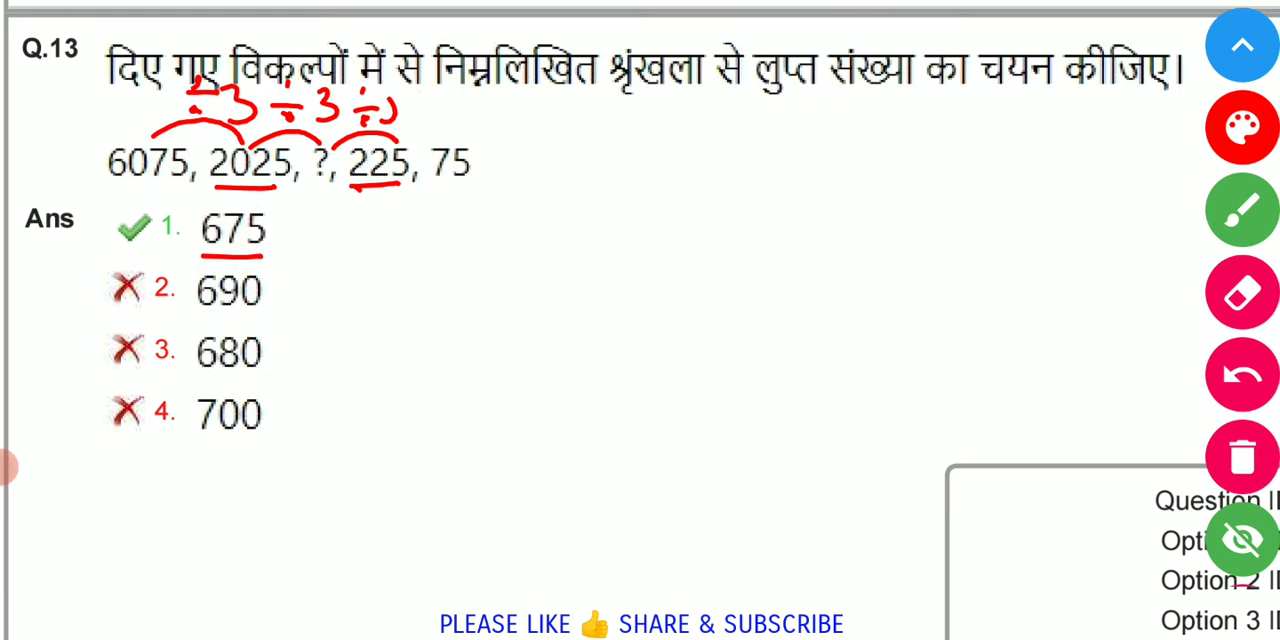 Q.13 दिए गए विकल्पों में से निम्नलिखित श्रृंखला से लुप्त संख्या का चयन कीजिए।
÷3 ÷3 ÷
6075, 2025, ?, 225, 75
Ans 1. 675
2. 690
3. 680
4. 700
Question I
Opti
Option 2 I
Option 3 I
PLEASE LIKE 👍 SHARE & SUBSCRIBE